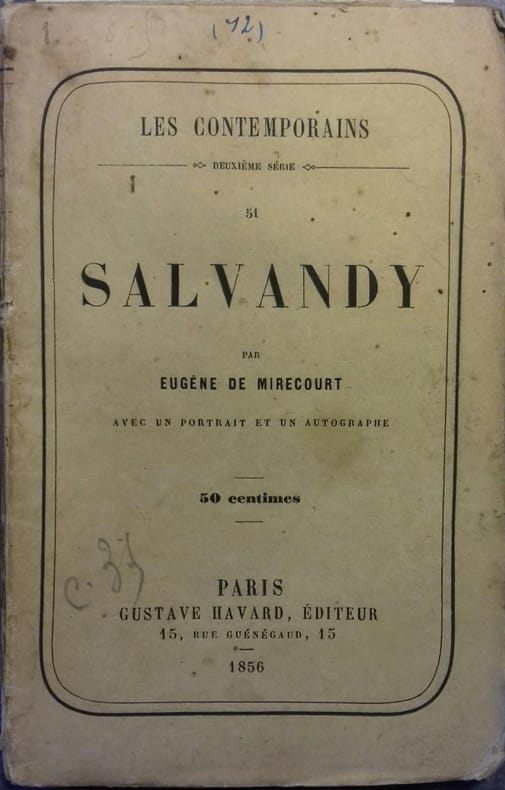 (12)
LES CONTEMPORAINS
DEUXIÈME SÉRIE
51
SALVANDY
PAR
EUGÈNE DE MIRECOURT
AVEC UN PORTRAIT ET UN AUTOGRAPHE
50 centimes
PARIS
GUSTAVE HAVARD, ÉDITEUR
15, RUE GUÉNÉGAUD, 15
1856